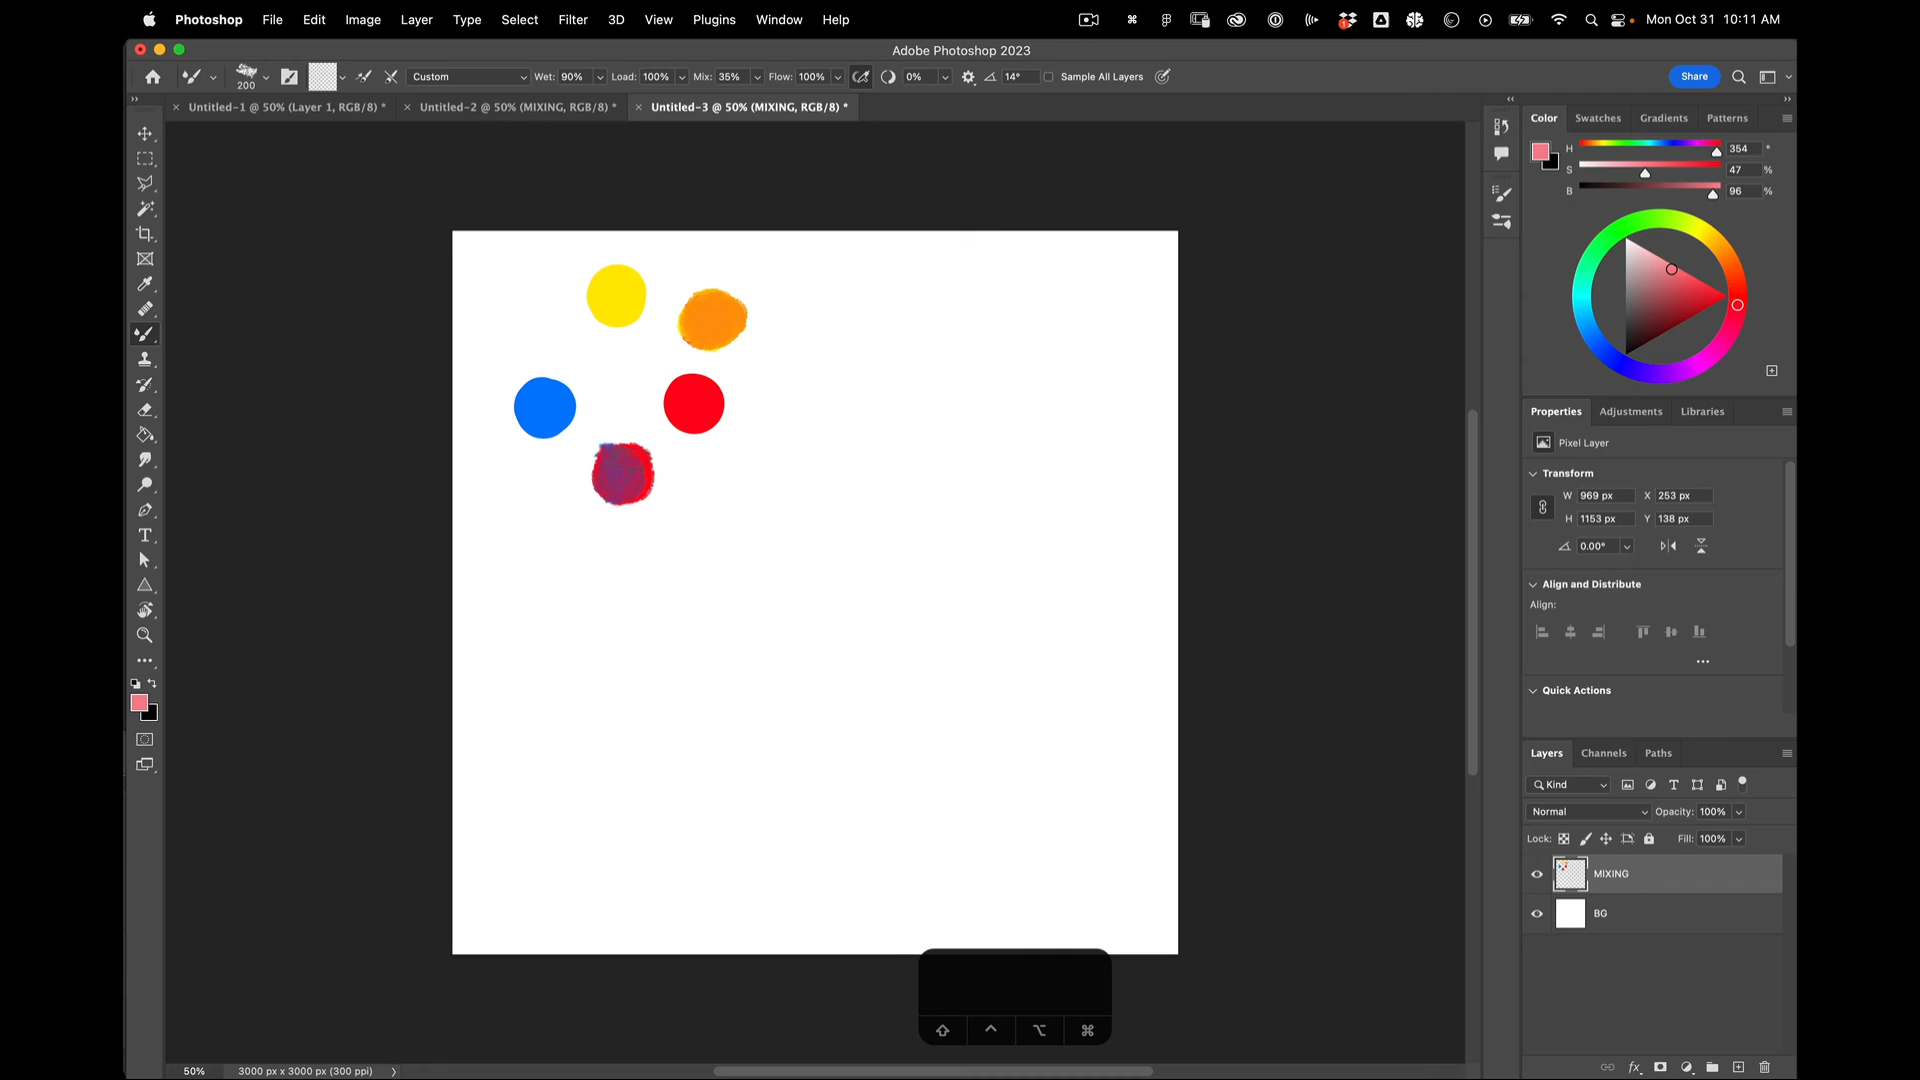 Photoshop File Edit Image Layer Type Select Filter 3D View Plugins Window Help Mon Oct 31 10:11 AM
Adobe Photoshop 2023
200 Custom Wet: 90% Load: 100% Mix: 35% Flow: 100% 0% 14° Sample All Layers Share
Untitled-1 @ 50% (Layer 1, RGB/8) * Untitled-2 @ 50% (MIXING, RGB/8) * Untitled-3 @ 50% (MIXING, RGB/8) *
Color Swatches Gradients Patterns
H 354 °
S 47 %
B 96 %
Properties Adjustments Libraries
Pixel Layer
Transform
W 969 px X 253 px
H 1153 px Y 138 px
0.00°
Align and Distribute
Align:
Quick Actions
Layers Channels Paths
Kind
Normal Opacity: 100%
Lock: Fill: 100%
MIXING
BG
50% 3000 px x 3000 px (300 ppi)